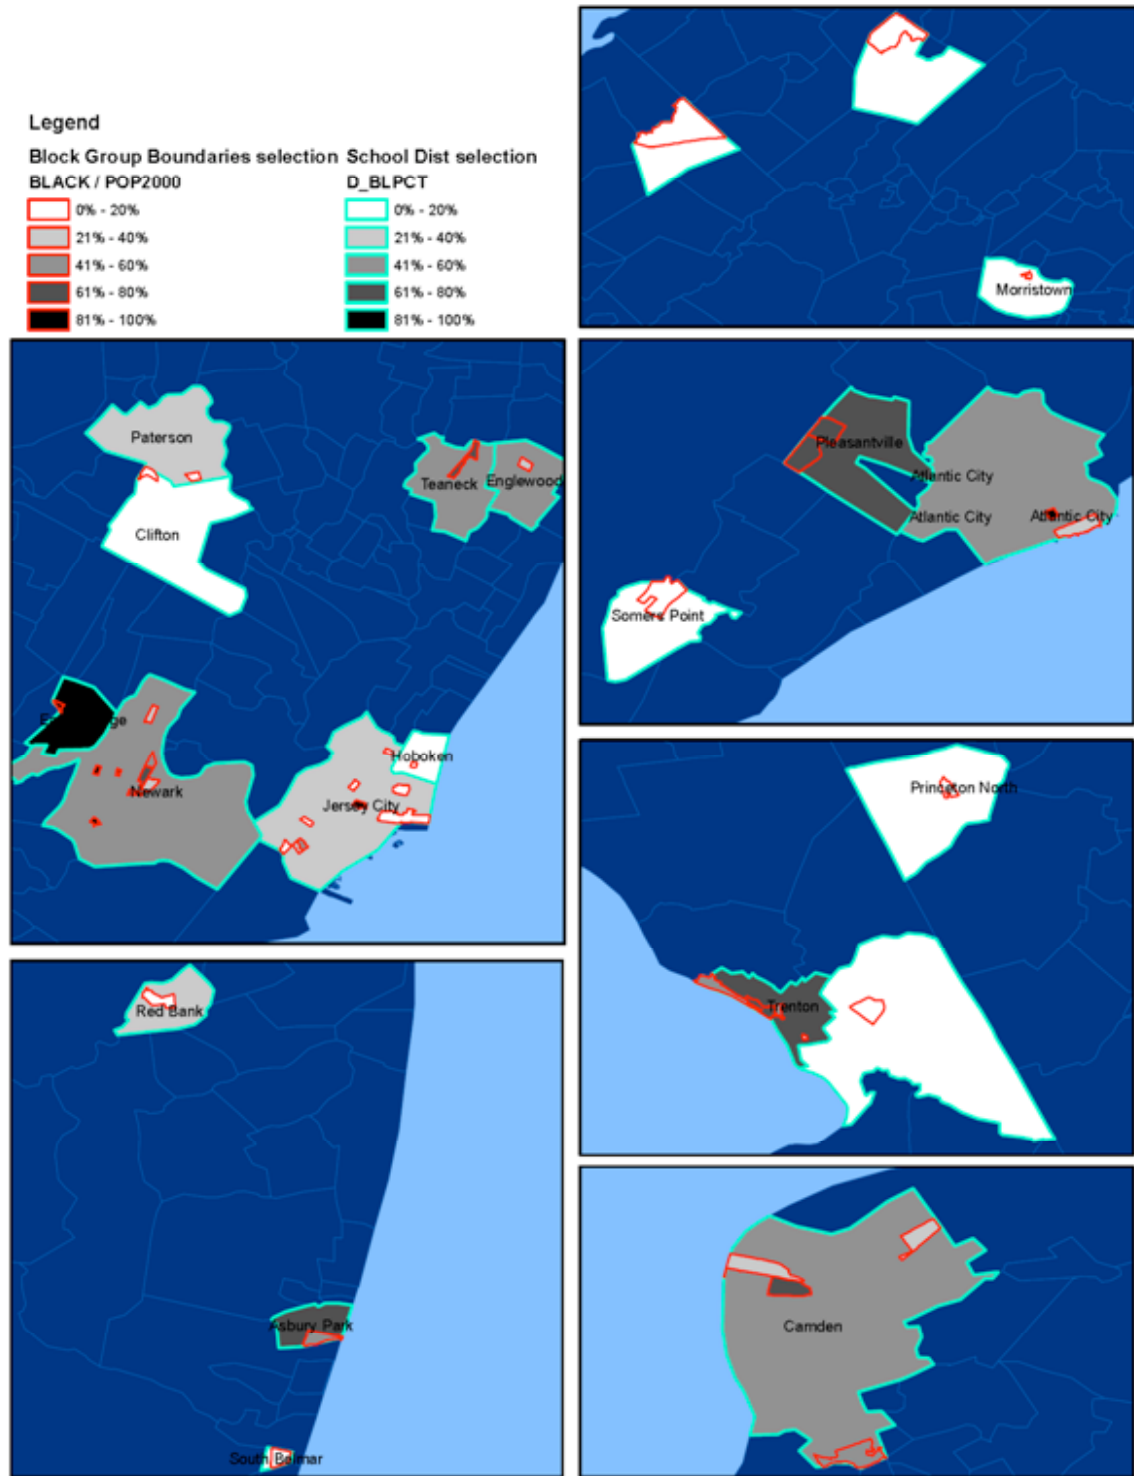 Legend
Block Group Boundaries selection School Dist selection
BLACK / POP2000 D_BLPCT
0% - 20% 0% - 20%
21% - 40% 21% - 40%
41% - 60% 41% - 60%
61% - 80% 61% - 80%
81% - 100% 81% - 100%
Morristown
Paterson
Teaneck
Englewood
Clifton
Newark
Hoboken
Jersey City
Pleasantville
Atlantic City
Atlantic City
Atlantic City
Somers Point
Princeton North
Trenton
Red Bank
Asbury Park
South Belmar
Camden